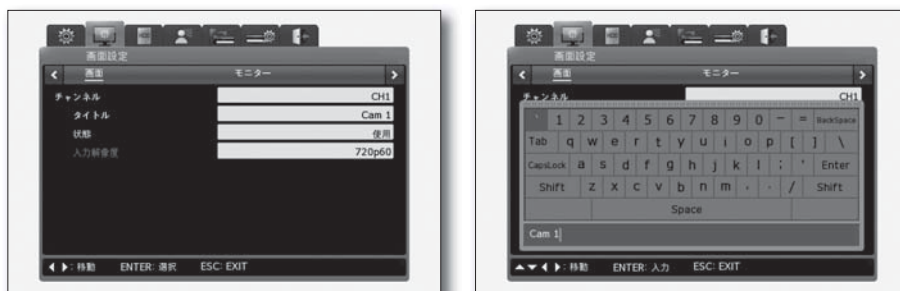 画面設定
画面 モニター
チャンネル CH1
タイトル Cam 1
状態 使用
入力解像度 720p60
: 移動 ENTER: 選択 ESC: EXIT
画面設定
画面 モニター
チャンネル CH1
` 1 2 3 4 5 6 7 8 9 0 - = BackSpace
Tab q w e r t y u i o p [ ] \
CapsLock a s d f g h j k l ; ' Enter
Shift z x c v b n m , . / Shift
Space
Cam 1
: 移動 ENTER: 入力 ESC: EXIT